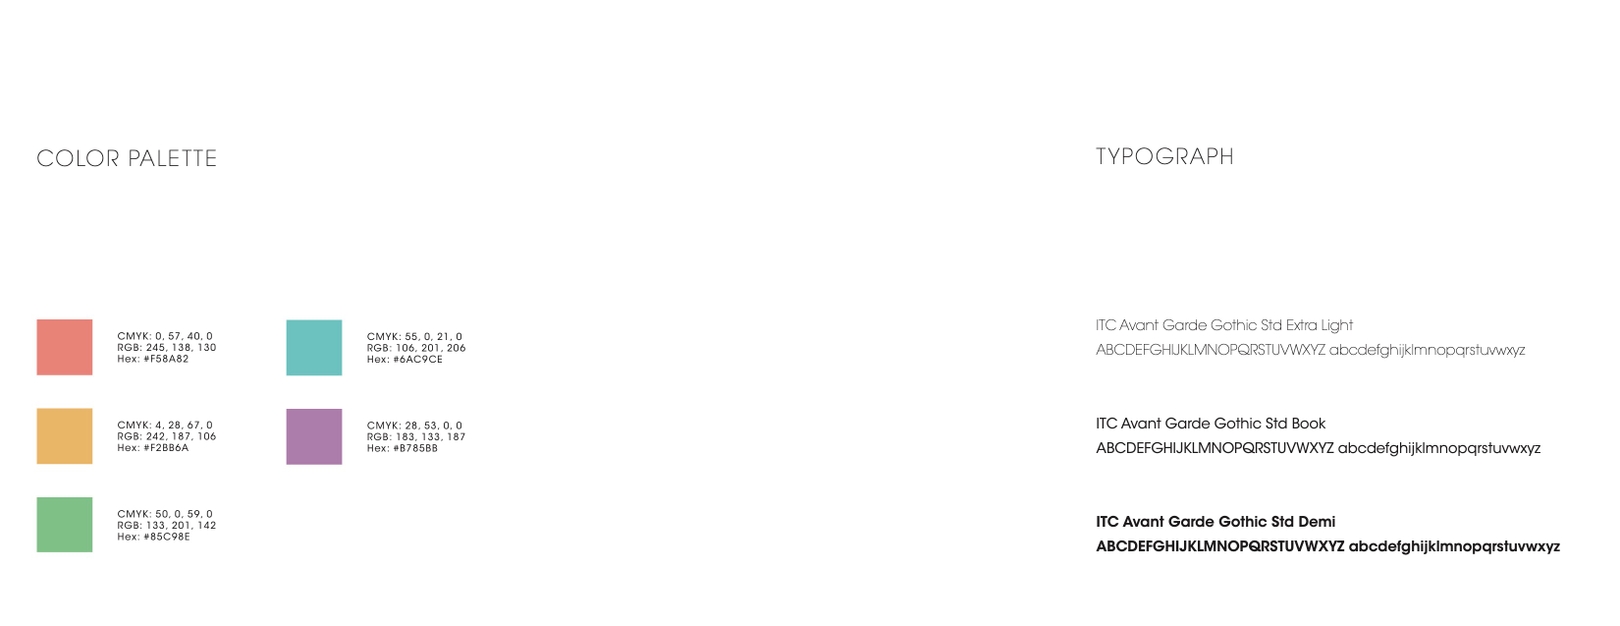 COLOR PALETTE
CMYK: 0, 57, 40, 0
RGB: 245, 138, 130
Hex: #F58A82
CMYK: 55, 0, 21, 0
RGB: 106, 201, 206
Hex: #6AC9CE
CMYK: 4, 28, 67, 0
RGB: 242, 187, 106
Hex: #F2BB6A
CMYK: 28, 53, 0, 0
RGB: 183, 133, 187
Hex: #B785BB
CMYK: 50, 0, 59, 0
RGB: 133, 201, 142
Hex: #85C98E
TYPOGRAPH
ITC Avant Garde Gothic Std Extra Light
ABCDEFGHIJKLMNOPQRSTUVWXYZ abcdefghijklmnopqrstuvwxyz
ITC Avant Garde Gothic Std Book
ABCDEFGHIJKLMNOPQRSTUVWXYZ abcdefghijklmnopqrstuvwxyz
ITC Avant Garde Gothic Std Demi
ABCDEFGHIJKLMNOPQRSTUVWXYZ abcdefghijklmnopqrstuvwxyz